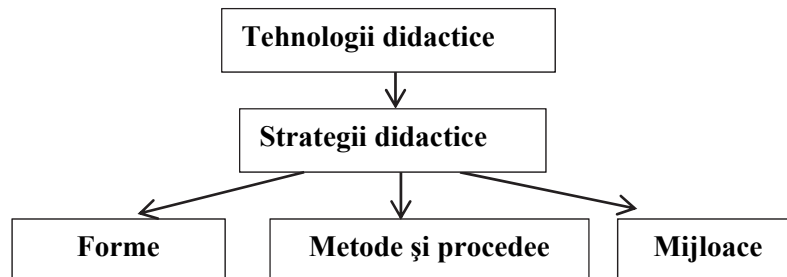 Tehnologii didactice
Strategii didactice
Forme
Metode şi procedee
Mijloace